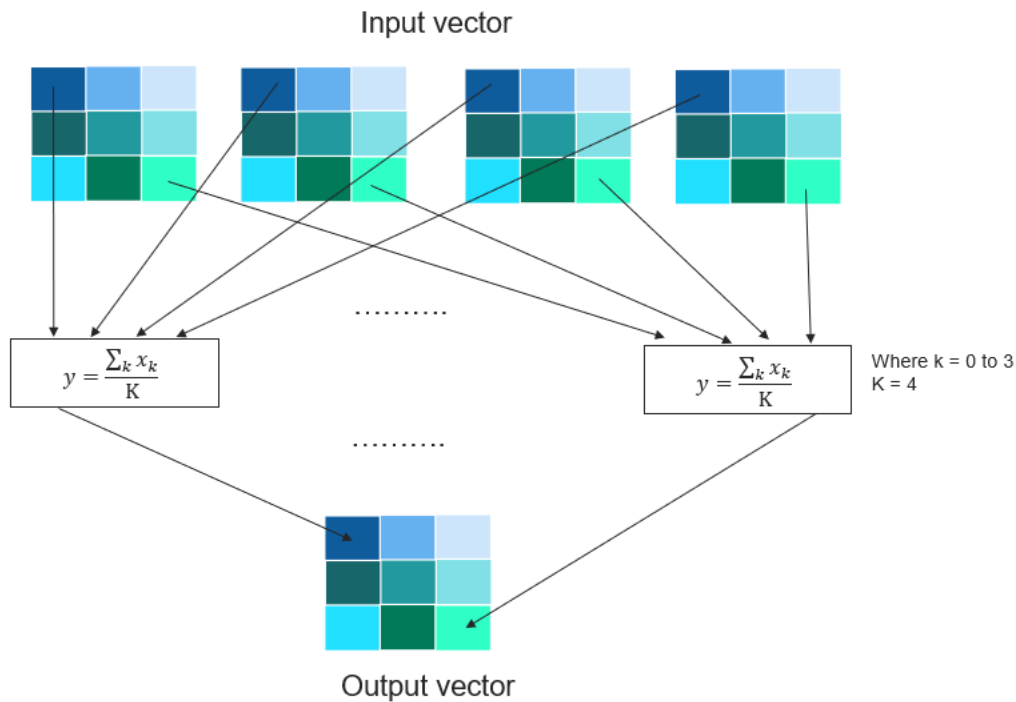 Input vector
..........
y = ∑ₖ xₖ / K
y = ∑ₖ xₖ / K
Where k = 0 to 3
K = 4
..........
Output vector